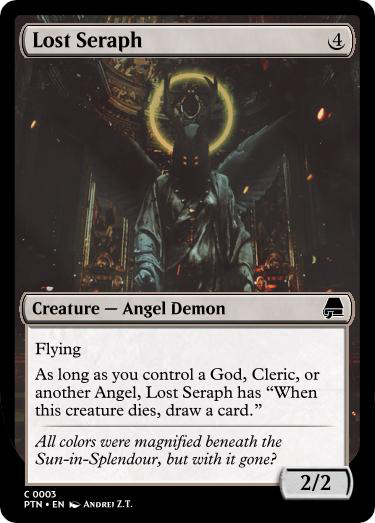 Lost Seraph
4
Creature — Angel Demon
Flying
As long as you control a God, Cleric, or
another Angel, Lost Seraph has “When
this creature dies, draw a card.”
All colors were magnified beneath the
Sun-in-Splendour, but with it gone?
2/2
C 0003
PTN • EN Andrej Z.T.